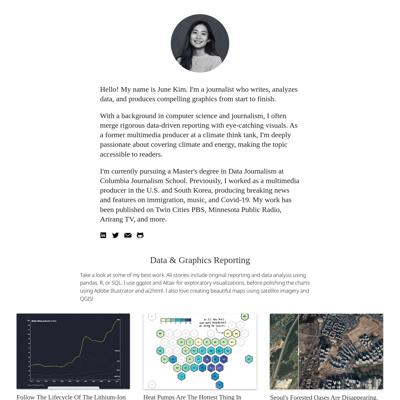 Hello! My name is June Kim. I'm a journalist who writes, analyzes
data, and produces compelling graphics from start to finish.
With a background in computer science and journalism, I often
merge rigorous data-driven reporting with eye-catching visuals. As
a former multimedia producer at a climate think tank, I'm deeply
passionate about covering climate and energy, making the topic
accessible to readers.
I'm currently pursuing a Master's degree in Data Journalism at
Columbia Journalism School. Previously, I worked as a multimedia
producer in the U.S. and South Korea, producing breaking news
and features on immigration, music, and Covid-19. My work has
been published on Twin Cities PBS, Minnesota Public Radio,
Arirang TV, and more.
Data & Graphics Reporting
Take a look at some of my best work. All stories include original reporting and data analysis using
pandas, R, or SQL. I use ggplot and Altair for exploratory visualizations, before polishing the charts
using Adobe Illustrator and ai2html. I also love creating beautiful maps using satellite imagery and
QGIS!
Follow The Lifecycle Of The Lithium-Ion
Heat Pumps Are The Hottest Thing In
Seoul's Forested Oases Are Disappearing,